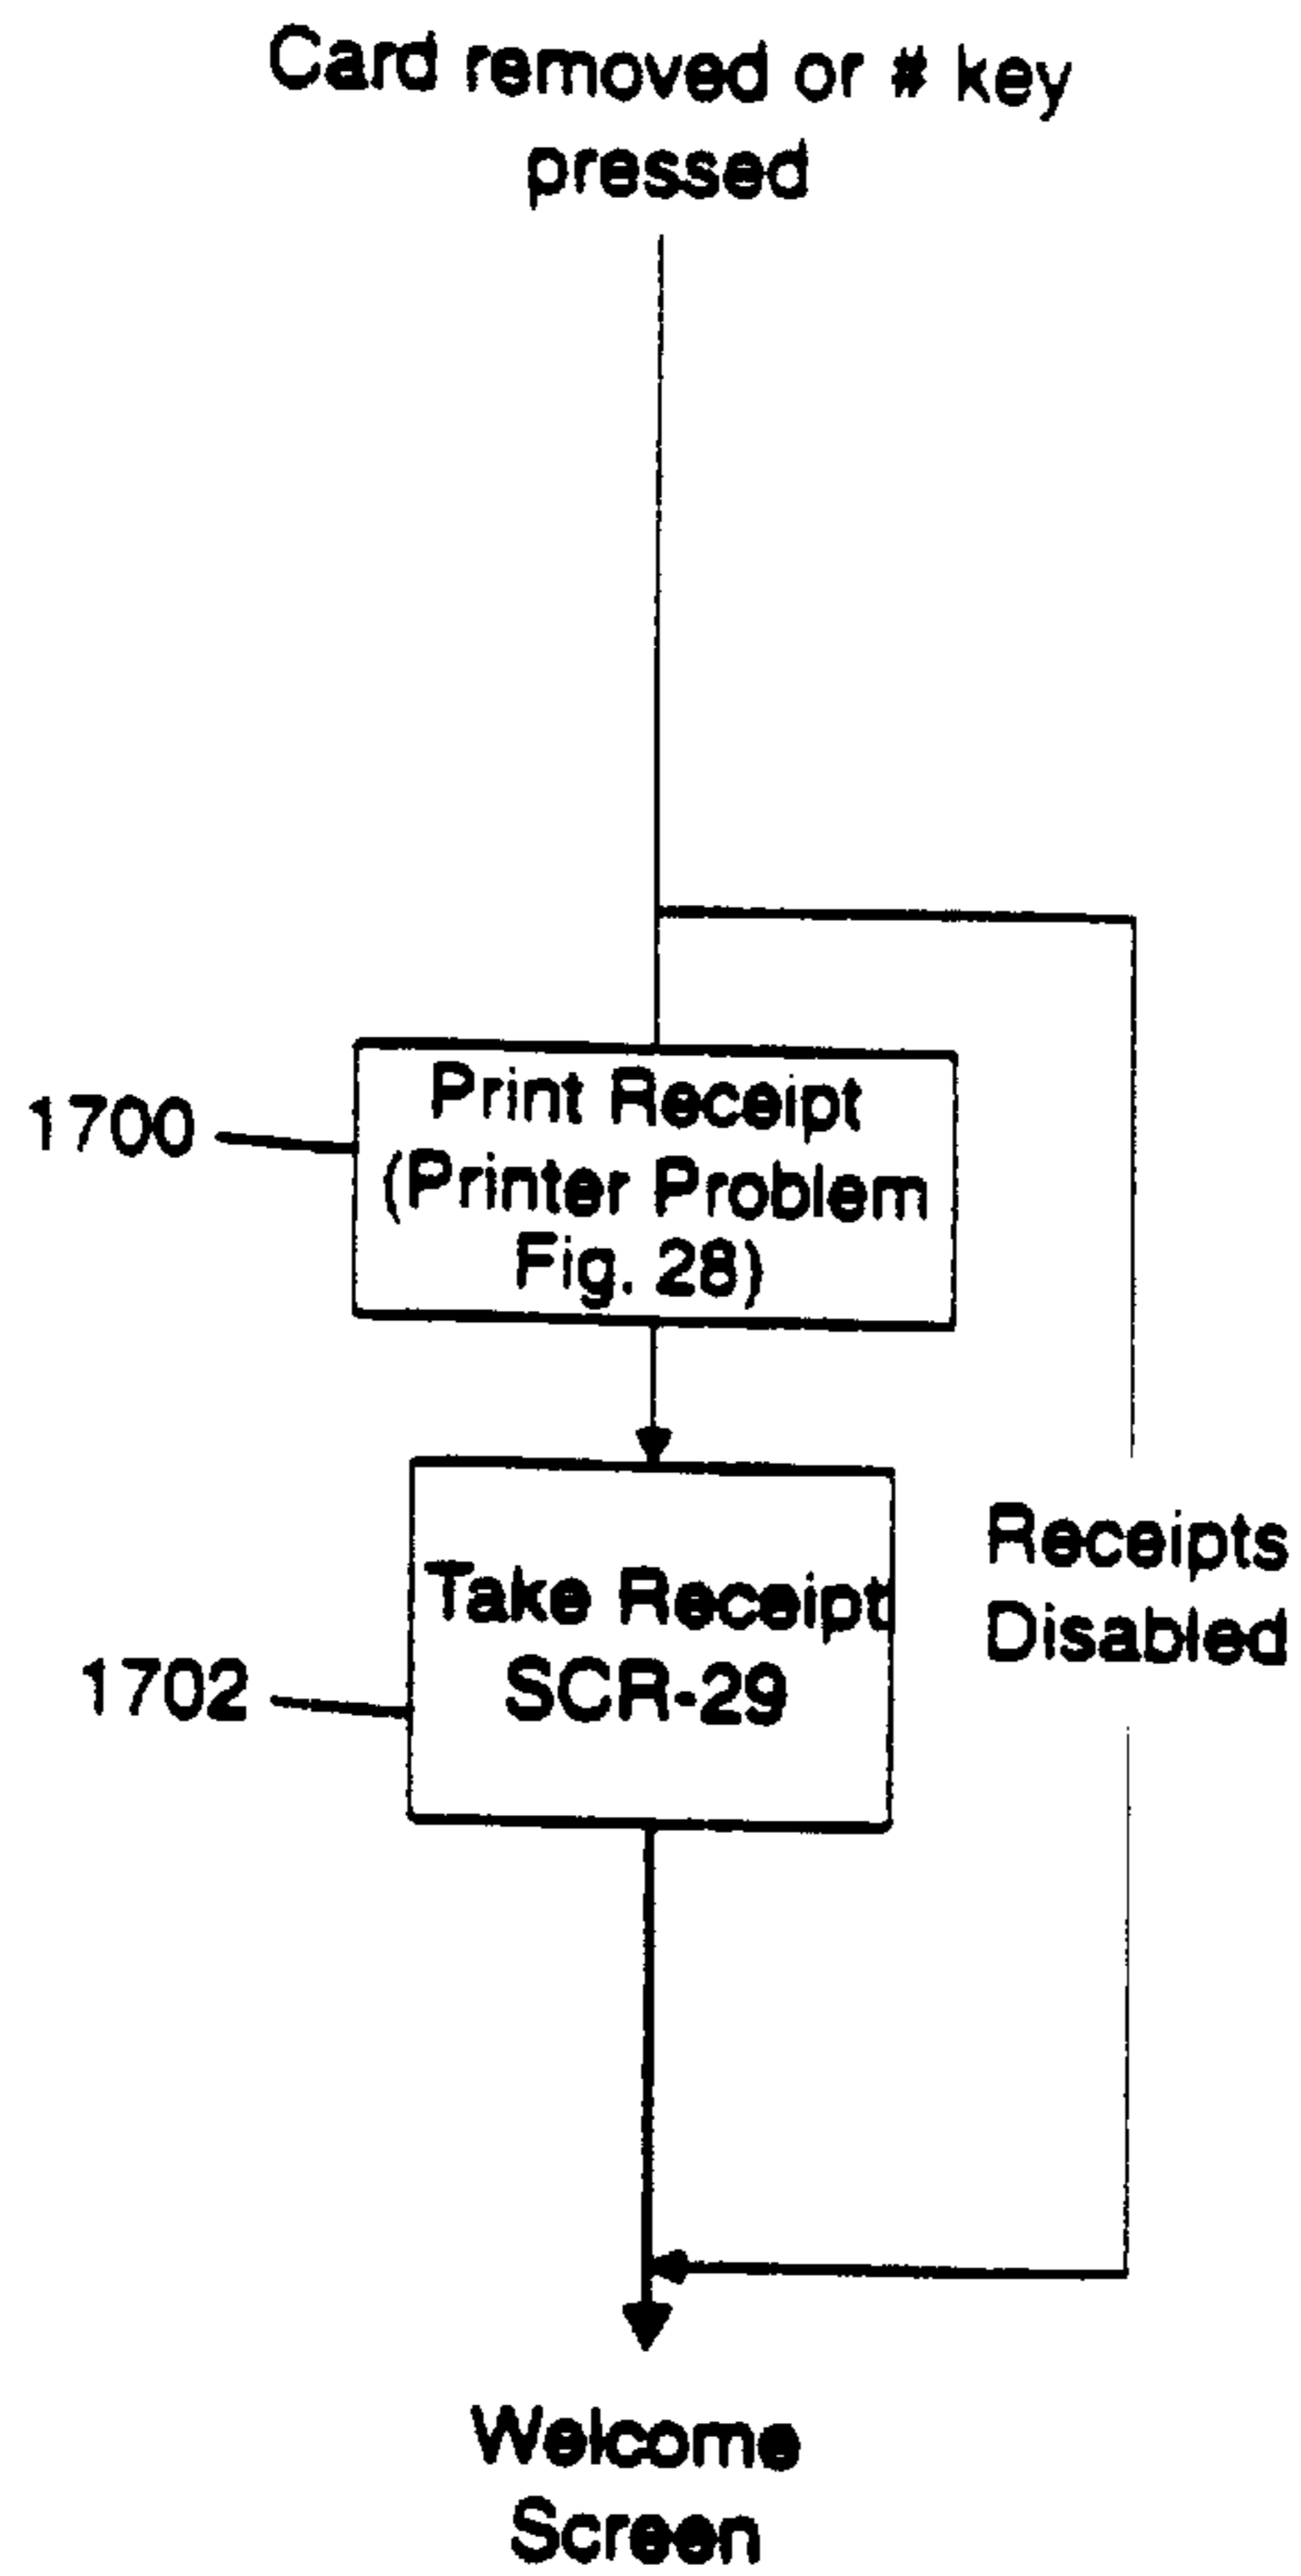 Card removed or # key
pressed
Print Receipt
(Printer Problem
Fig. 28)
1700
Take Receipt
SCR-29
1702
Receipts
Disabled
Welcome
Screen